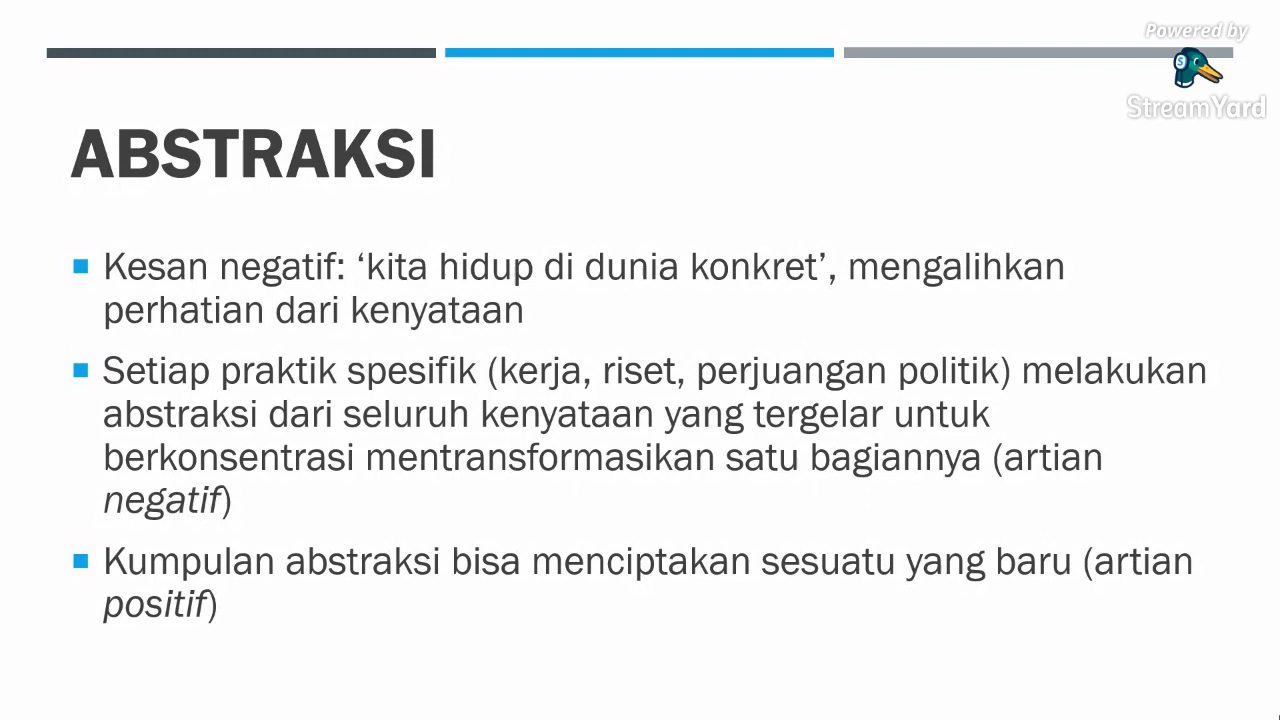 Powered by
StreamYard
ABSTRAKSI
Kesan negatif: ‘kita hidup di dunia konkret’, mengalihkan
perhatian dari kenyataan
Setiap praktik spesifik (kerja, riset, perjuangan politik) melakukan
abstraksi dari seluruh kenyataan yang tergelar untuk
berkonsentrasi mentransformasikan satu bagiannya (artian
negatif)
Kumpulan abstraksi bisa menciptakan sesuatu yang baru (artian
positif)